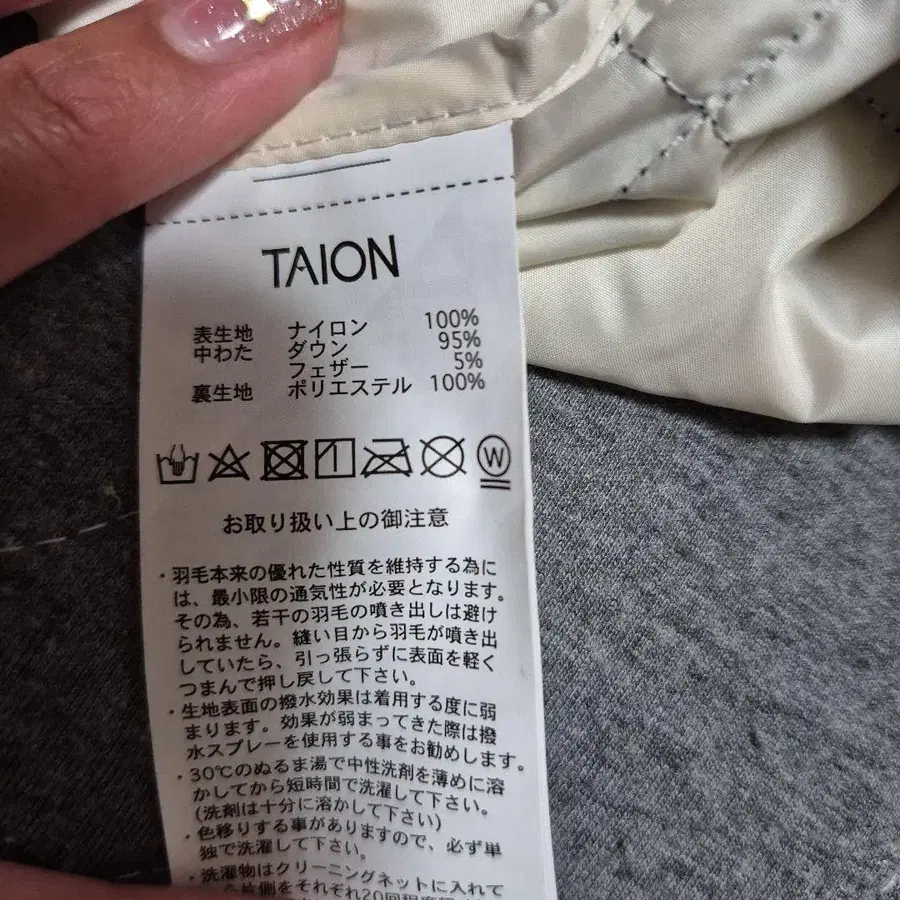 TAION
表生地 ナイロン 100%
中わた ダウン 95%
フェザー 5%
裏生地 ポリエステル 100%
W
お取り扱い上の御注意
・羽毛本来の優れた性質を維持する為に
は、最小限の通気性が必要となります。
その為、若干の羽毛の噴き出しは避け
られません。縫い目から羽毛が噴き出
していたら、引っ張らずに表面を軽く
つまんで押し戻して下さい。
・生地表面の撥水効果は着用する度に弱
まります。効果が弱まってきた際は撥
水スプレーを使用する事をお勧めします。
・30℃のぬるま湯で中性洗剤を薄めに溶
かしてから短時間で洗濯して下さい。
(洗剤は十分に溶かして下さい)
・色移りする事がありますので、必ず単
独で洗濯して下さい。
・洗濯物はクリーニングネットに入れて
片側をそれぞれ20回程度